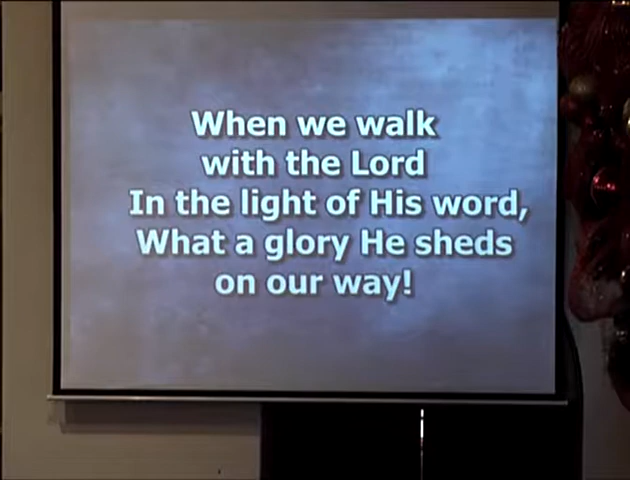 When we walk
with the Lord
In the light of His word,
What a glory He sheds
on our way!